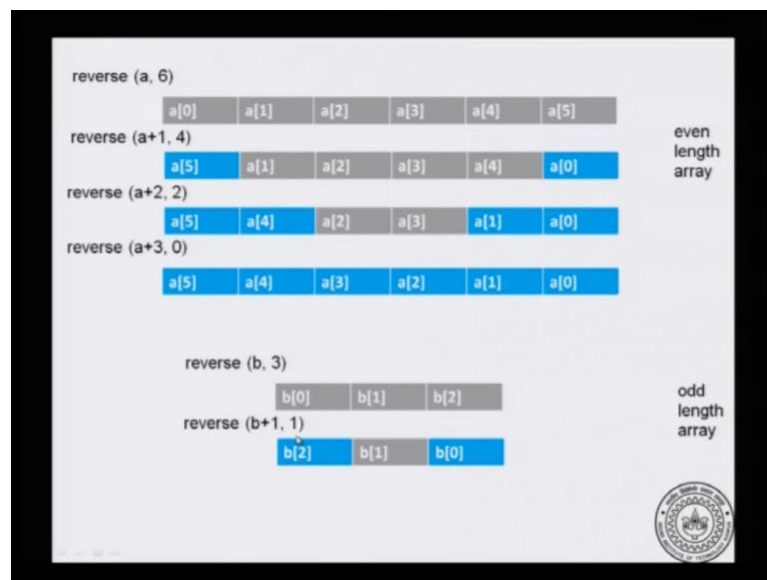 reverse (a, 6)
a[0] a[1] a[2] a[3] a[4] a[5]
reverse (a+1, 4)
a[5] a[1] a[2] a[3] a[4] a[0]
even
length
array
reverse (a+2, 2)
a[5] a[4] a[2] a[3] a[1] a[0]
reverse (a+3, 0)
a[5] a[4] a[3] a[2] a[1] a[0]
reverse (b, 3)
b[0] b[1] b[2]
reverse (b+1, 1)
b[2] b[1] b[0]
odd
length
array